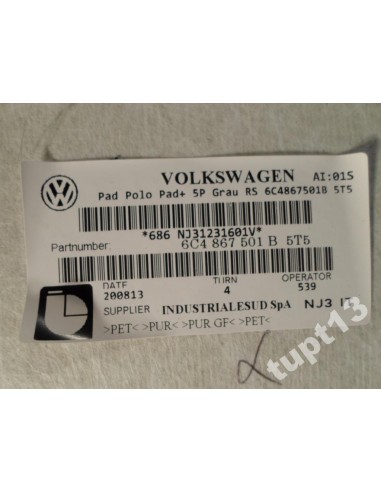 VOLKSWAGEN AI:01S
Pad Polo Pad+ 5P Grau RS 6C4867501B 5T5
*686 NJ31231601V*
Partnumber: 6C4 867 501 B 5T5
DATE TURN OPERATOR
200813 4 539
SUPPLIER INDUSTRIALESUD SpA NJ3 IT
>PET< >PUR< >PUR GF< >PET<
tupt13